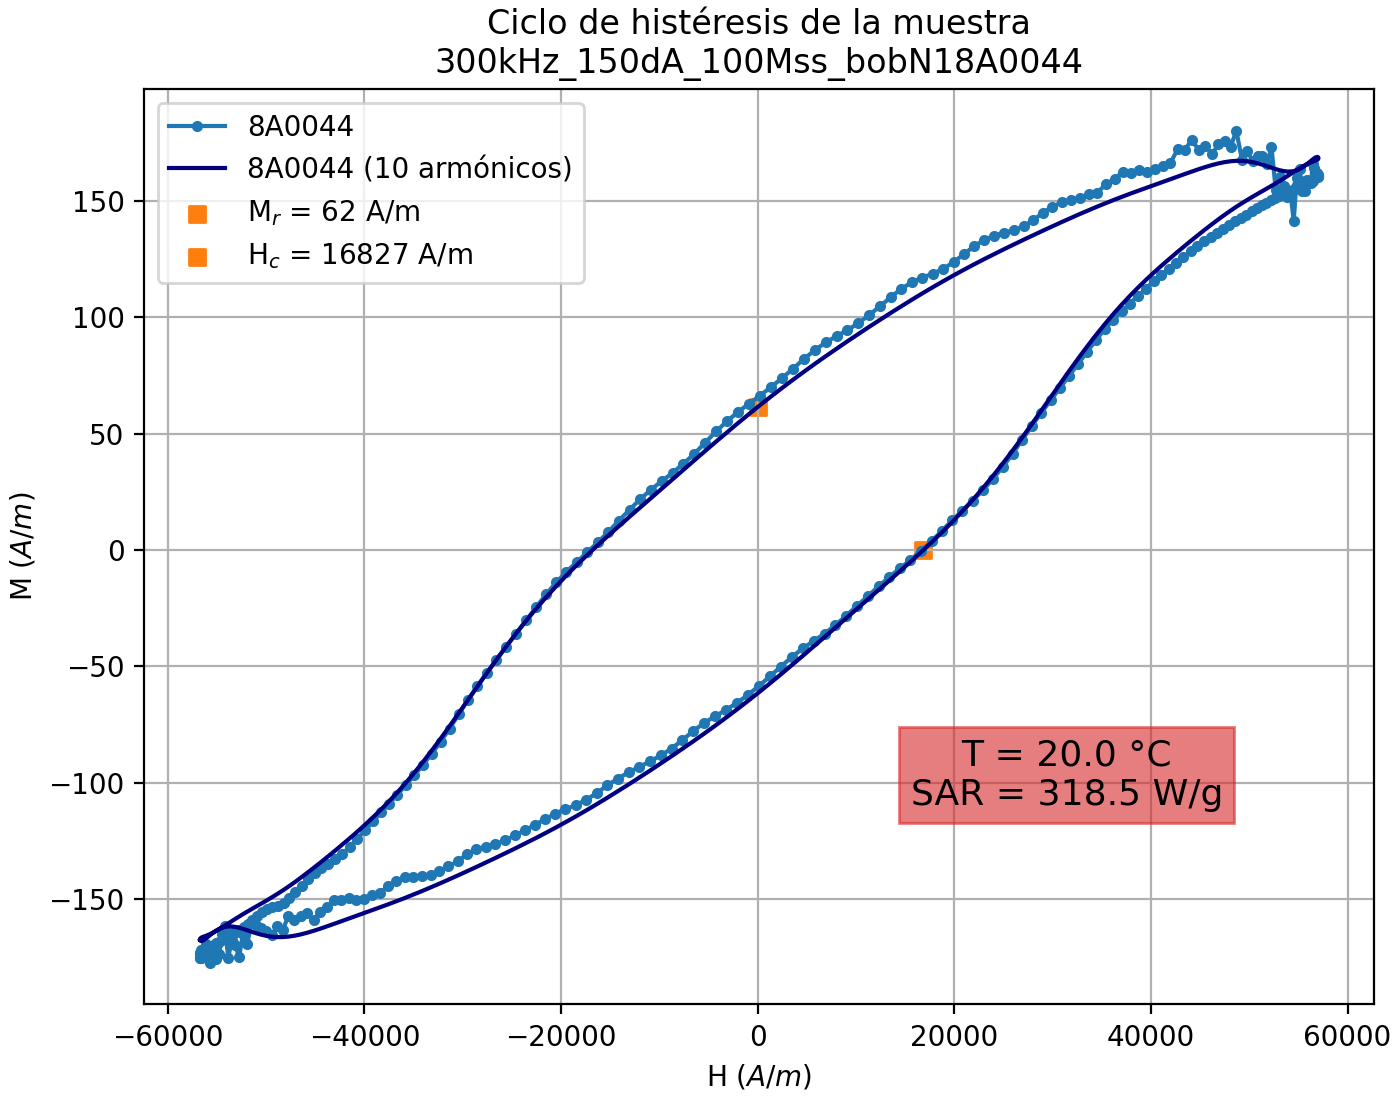 Ciclo de histéresis de la muestra
300kHz_150dA_100Mss_bobN18A0044
8A0044
8A0044 (10 armónicos)
Mᵣ = 62 A/m
H_c = 16827 A/m
M (A/m)
150
100
50
0
−50
−100
−150
T = 20.0 °C
SAR = 318.5 W/g
−60000 −40000 −20000 0 20000 40000 60000
H (A/m)